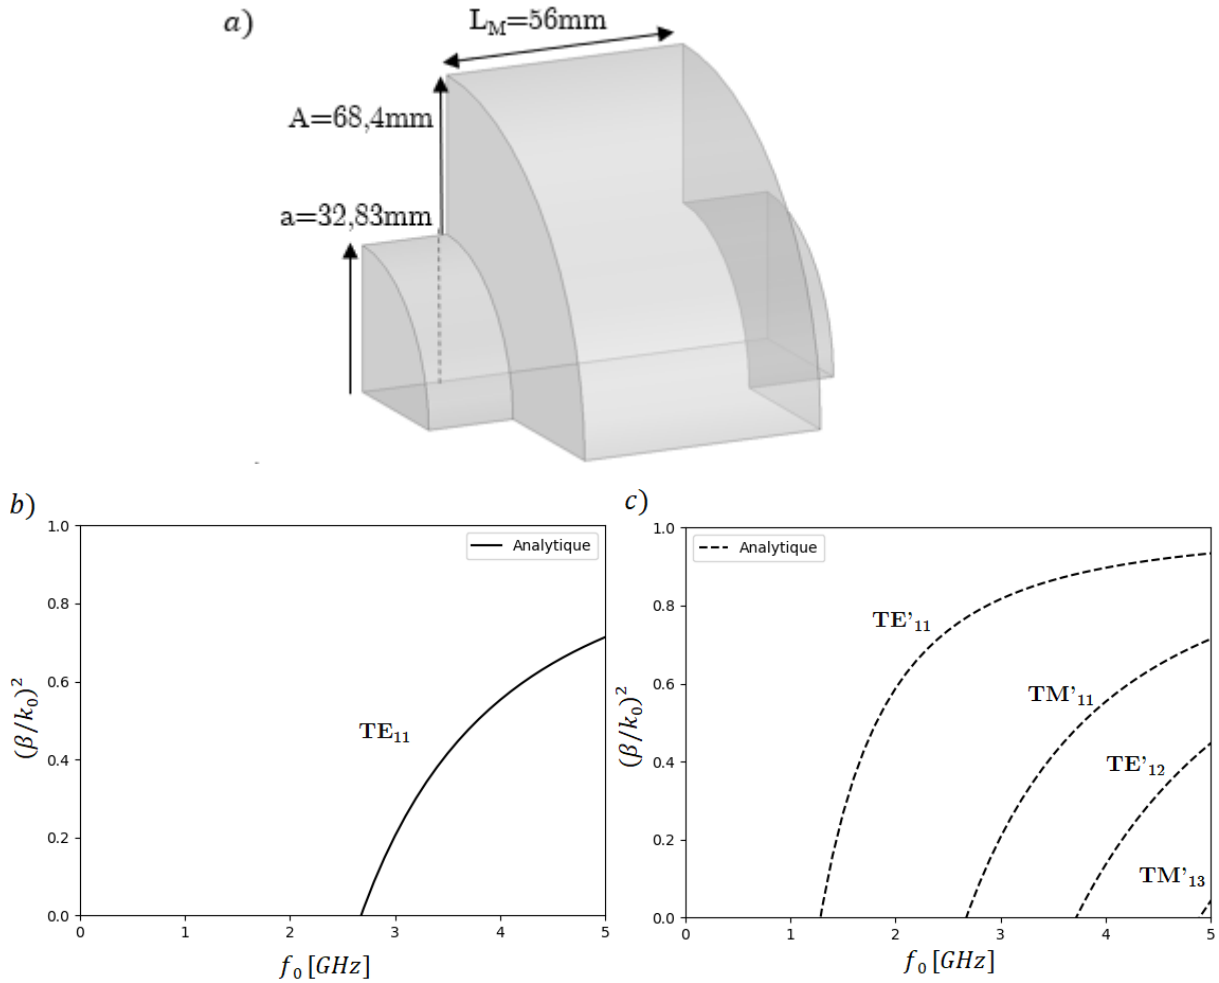 a)
L_M=56mm
A=68,4mm
a=32,83mm
b)
1.0
0.8
0.6
0.4
0.2
0.0
(β/k₀)²
Analytique
TE₁₁
0 1 2 3 4 5
f₀ [GHz]
c)
1.0
0.8
0.6
0.4
0.2
0.0
(β/k₀)²
Analytique
TE'₁₁
TM'₁₁
TE'₁₂
TM'₁₃
0 1 2 3 4 5
f₀ [GHz]